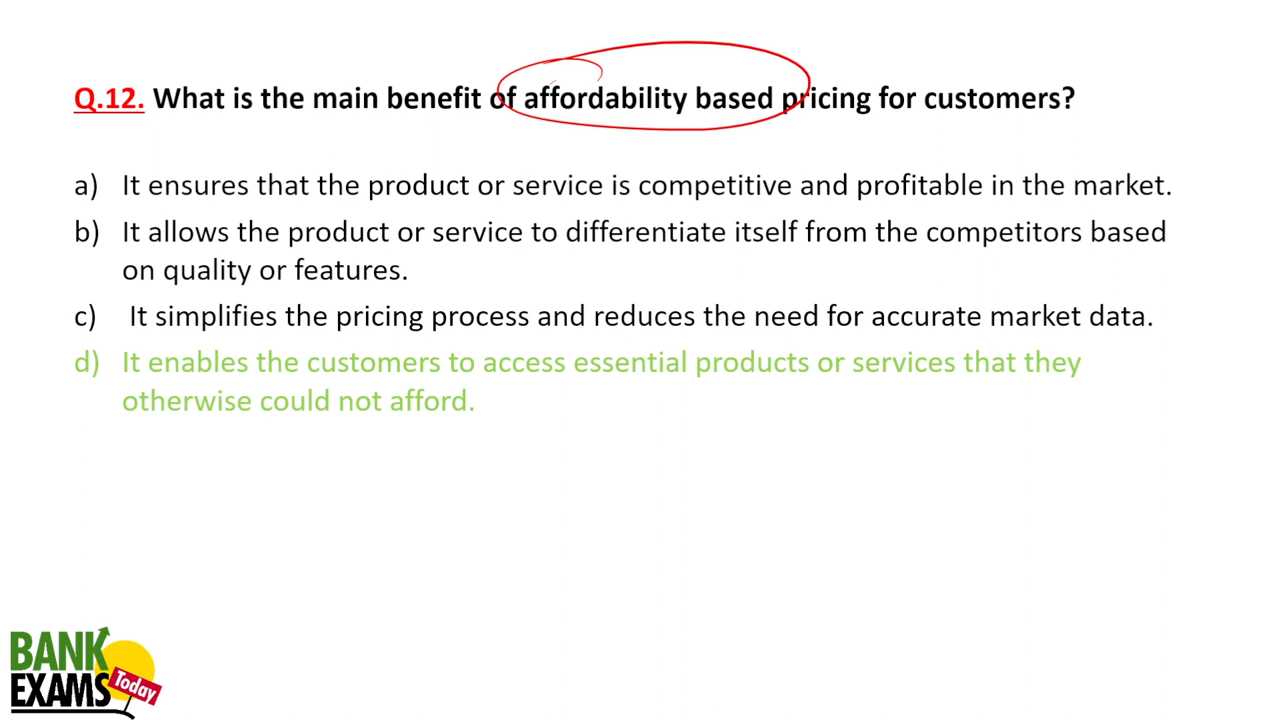 Q.12. What is the main benefit of affordability based pricing for customers?
a) It ensures that the product or service is competitive and profitable in the market.
b) It allows the product or service to differentiate itself from the competitors based
on quality or features.
c) It simplifies the pricing process and reduces the need for accurate market data.
d) It enables the customers to access essential products or services that they
otherwise could not afford.
BANK
EXAMS
Today